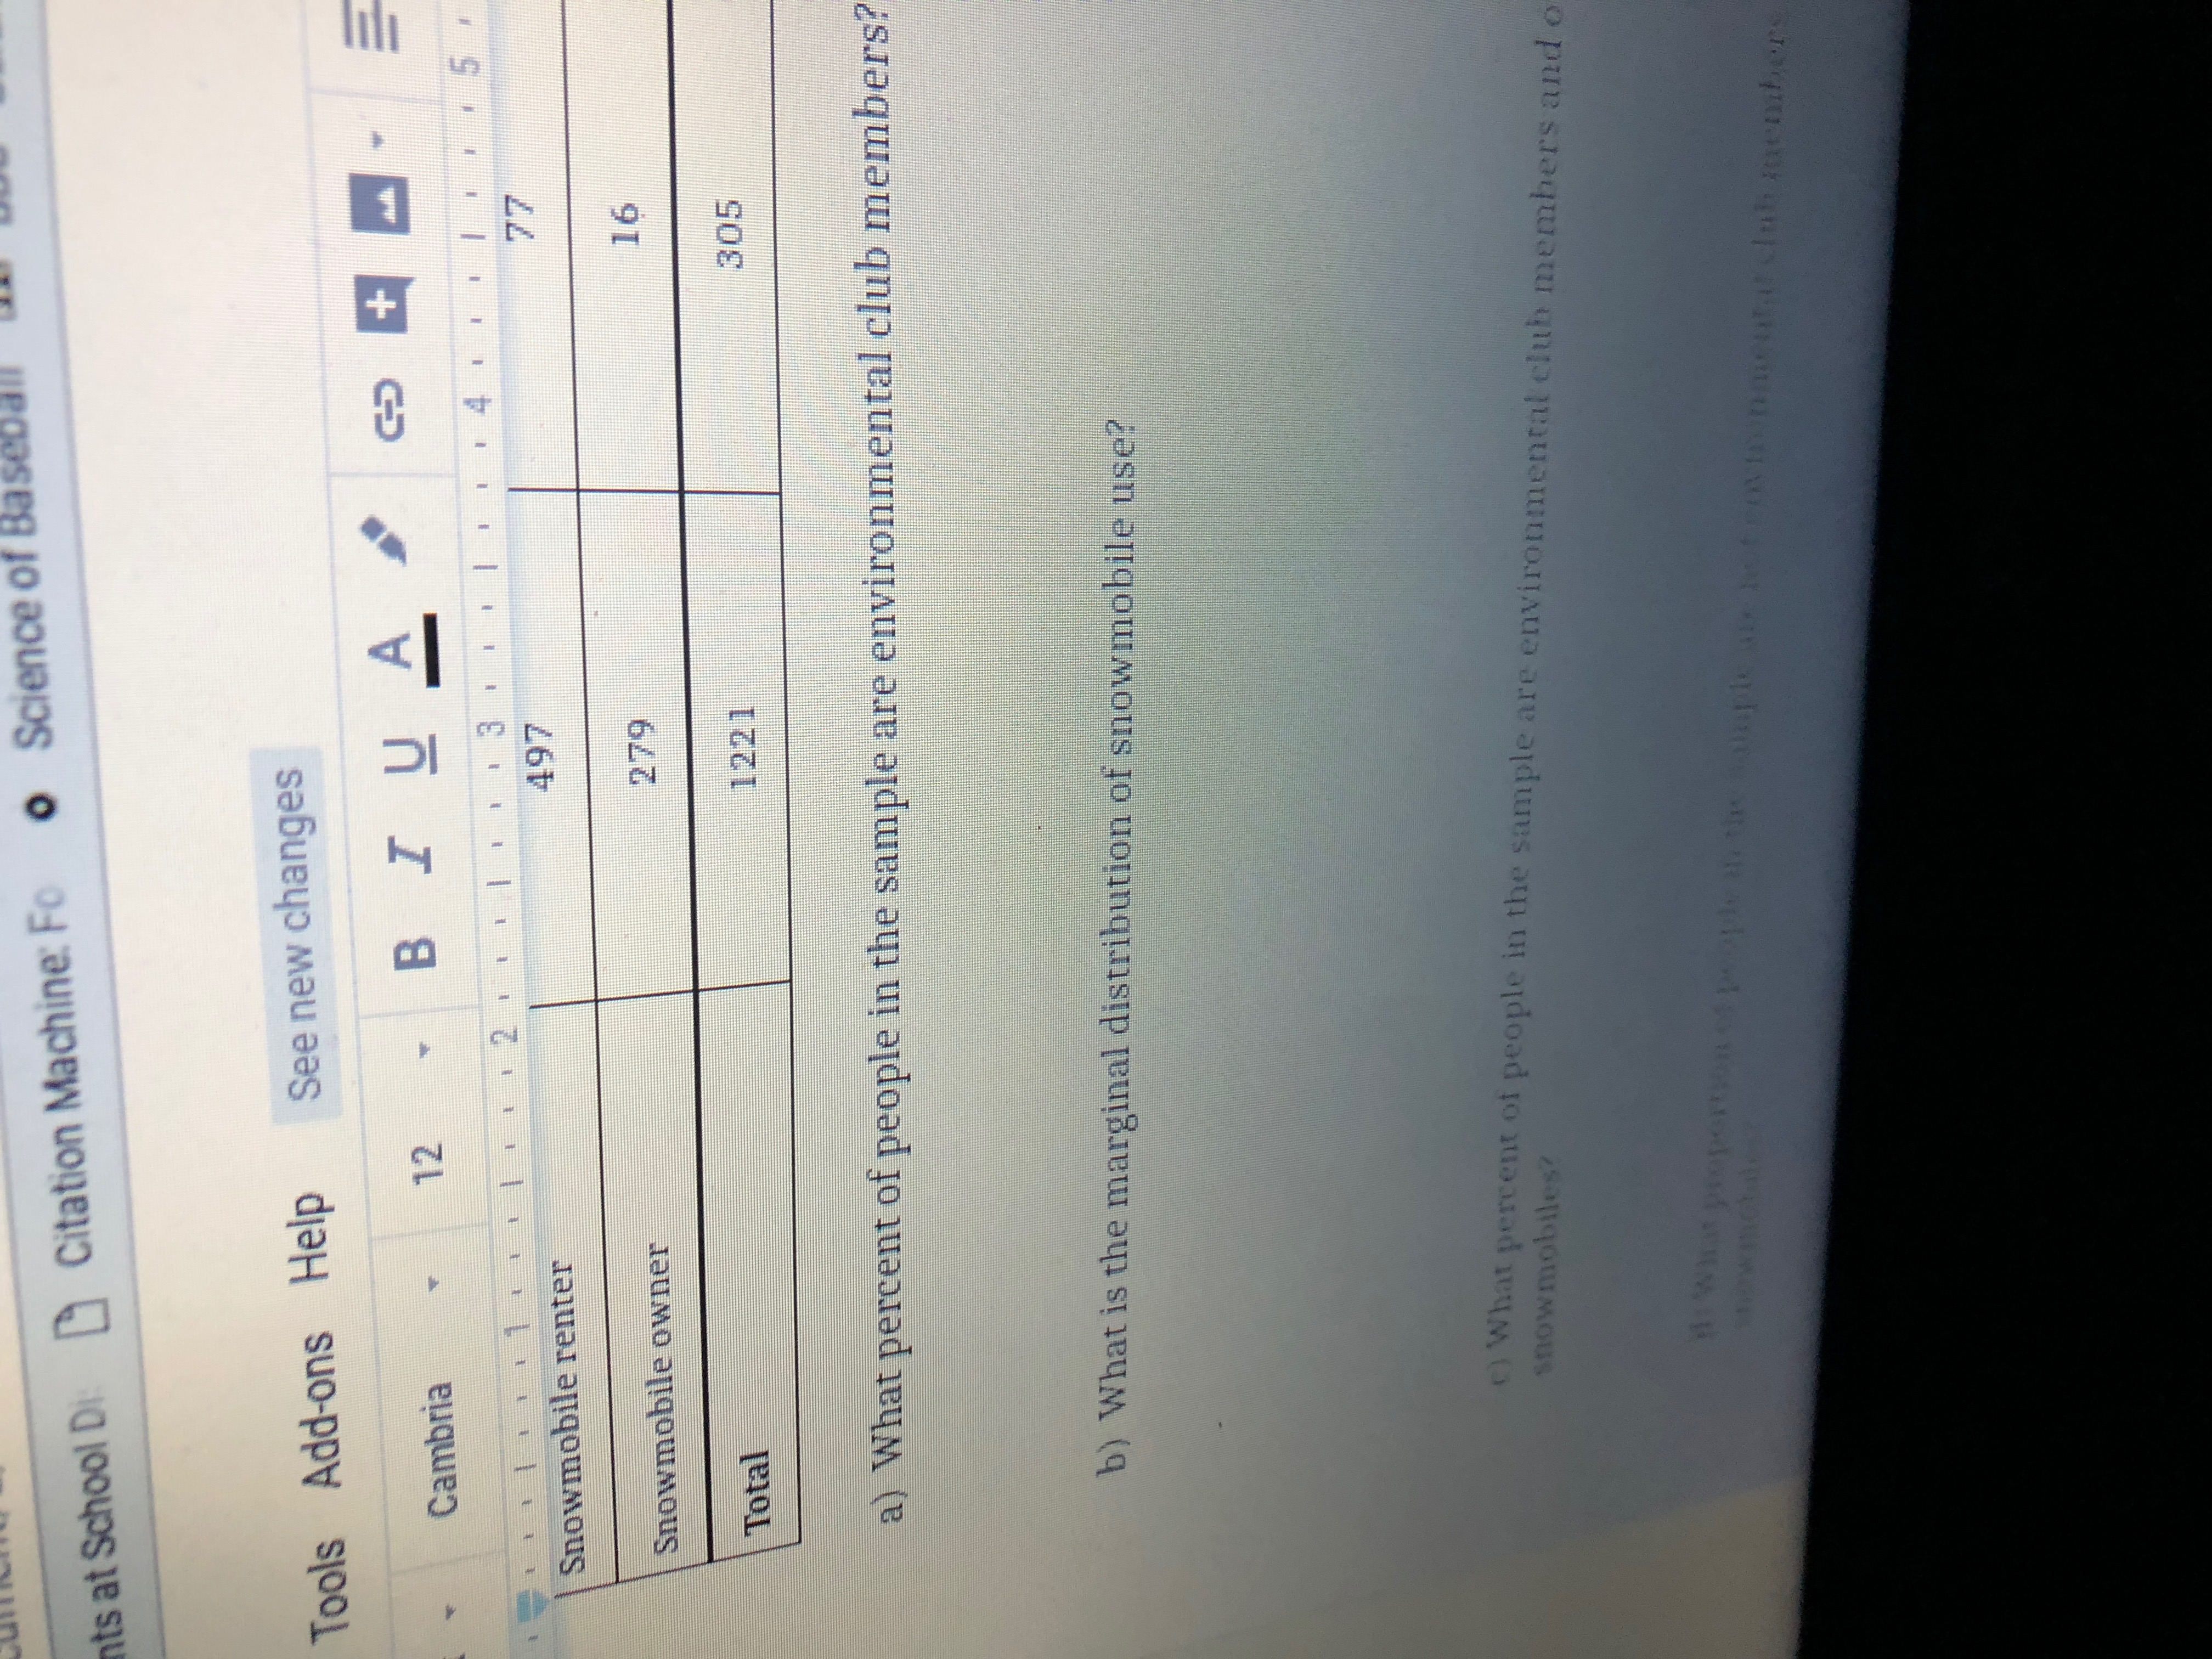 nts at School Di
Citation Machine: Fo
Science of Baseball
Tools Add-ons Help See new changes
Cambria 12 B I U A
1 2 3 4 5
Snowmobile renter 497 77
Snowmobile owner 279 16
Total 1221 305
a) What percent of people in the sample are environmental club members?
b) What is the marginal distribution of snowmobile use?
c) What percent of people in the sample are environmental club members and o
snowmobiles?
d) What proportion of people in the sample are not environmental club members
snowmobiles?